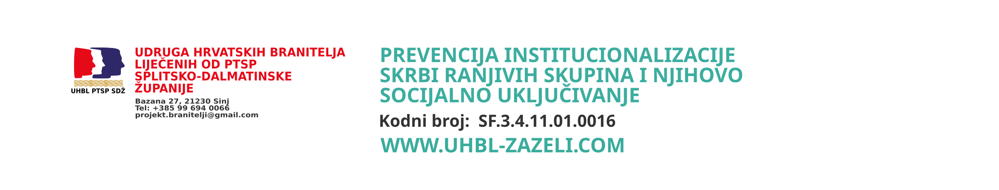 UHBL PTSP SDŽ
UDRUGA HRVATSKIH BRANITELJA
LIJEČENIH OD PTSP
SPLITSKO-DALMATINSKE
ŽUPANIJE
Bazana 27, 21230 Sinj
Tel: +385 99 694 0066
projekt.branitelji@gmail.com
PREVENCIJA INSTITUCIONALIZACIJE
SKRBI RANJIVIH SKUPINA I NJIHOVO
SOCIJALNO UKLJUČIVANJE
Kodni broj: SF.3.4.11.01.0016
WWW.UHBL-ZAZELI.COM